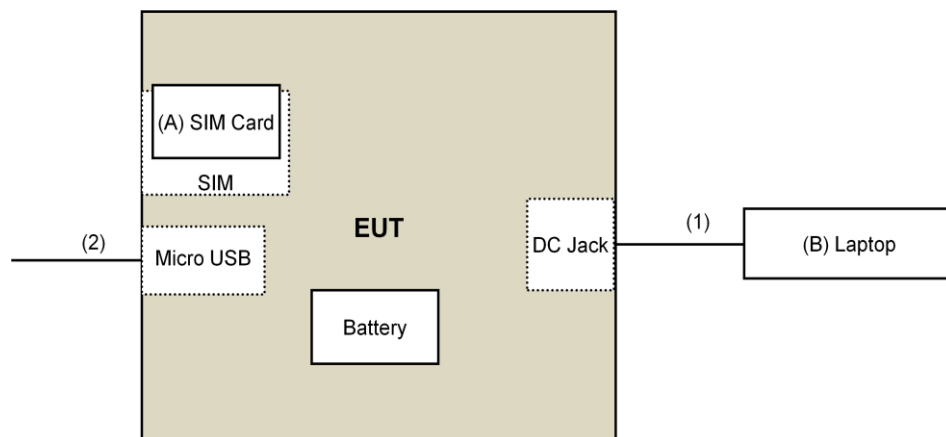 (A) SIM Card
SIM
EUT
(2)
Micro USB
DC Jack
(1)
(B) Laptop
Battery